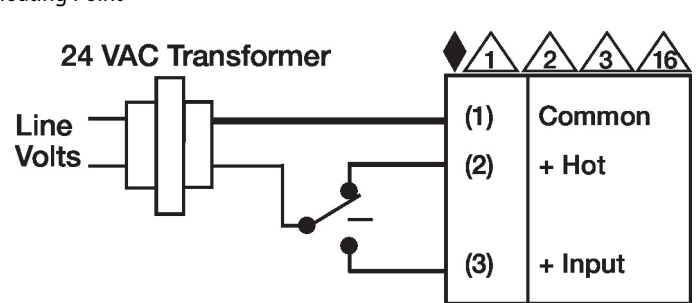 24 VAC Transformer
1 2 3 16
Line
Volts
(1) Common
(2) + Hot
(3) + Input